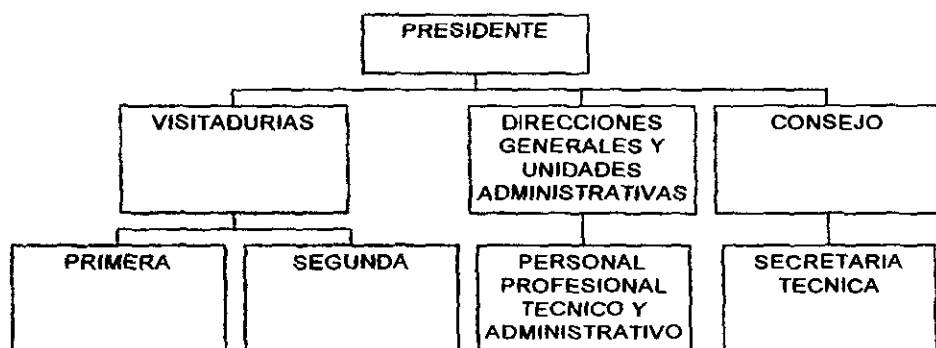 PRESIDENTE
VISITADURIAS
DIRECCIONES
GENERALES Y
UNIDADES
ADMINISTRATIVAS
CONSEJO
PRIMERA
SEGUNDA
PERSONAL
PROFESIONAL
TECNICO Y
ADMINISTRATIVO
SECRETARIA
TECNICA